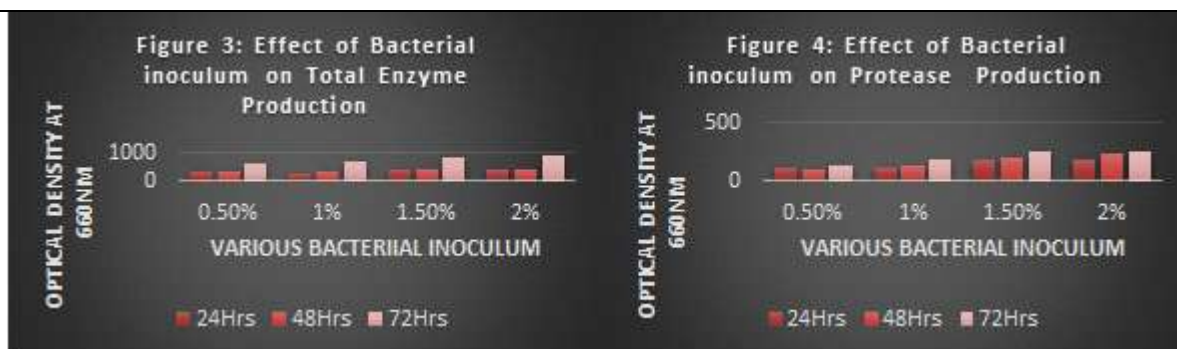 Figure 3: Effect of Bacterial
inoculum on Total Enzyme
Production
OPTICAL DENSITY AT
660NM
1000
0
0.50% 1% 1.50% 2%
VARIOUS BACTERIIAL INOCULUM
24Hrs 48Hrs 72Hrs
Figure 4: Effect of Bacterial
inoculum on Protease Production
OPTICAL DENSITY AT
660NM
500
0
0.50% 1% 1.50% 2%
VARIOUS BACTERIIAL INOCULUM
24Hrs 48Hrs 72Hrs